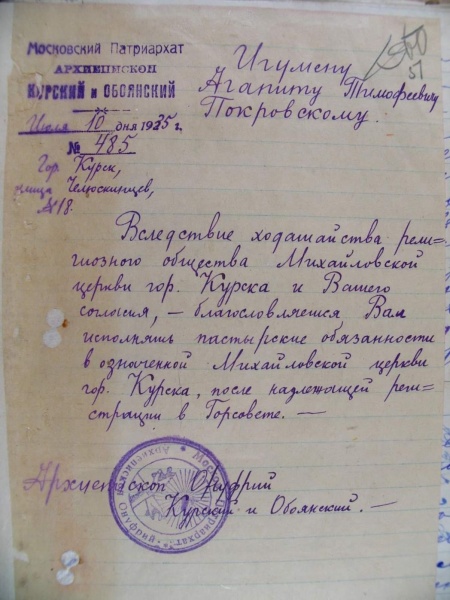 Московский Патриархат
АРХИЕПИСКОП
КУРСКИЙ и ОБОЯНСКИЙ
Июля 10 дня 1935 г.
№ 485
Гор. Курск,
улица Челюскинцев,
№18.
Игумену
Агапиту Тимофеевичу
Покровскому.
51
Вследствие ходатайства рели-
гиозного общества Михайловской
церкви гор. Курска и Вашего
согласия, — благословляется Вам
исполнять пастырские обязанности
в означенной Михайловской церкви
гор. Курска, после надлежащей реги-
страции в Горсовете. —
Архиепископ Онуфрий
Курский и Обоянский. —